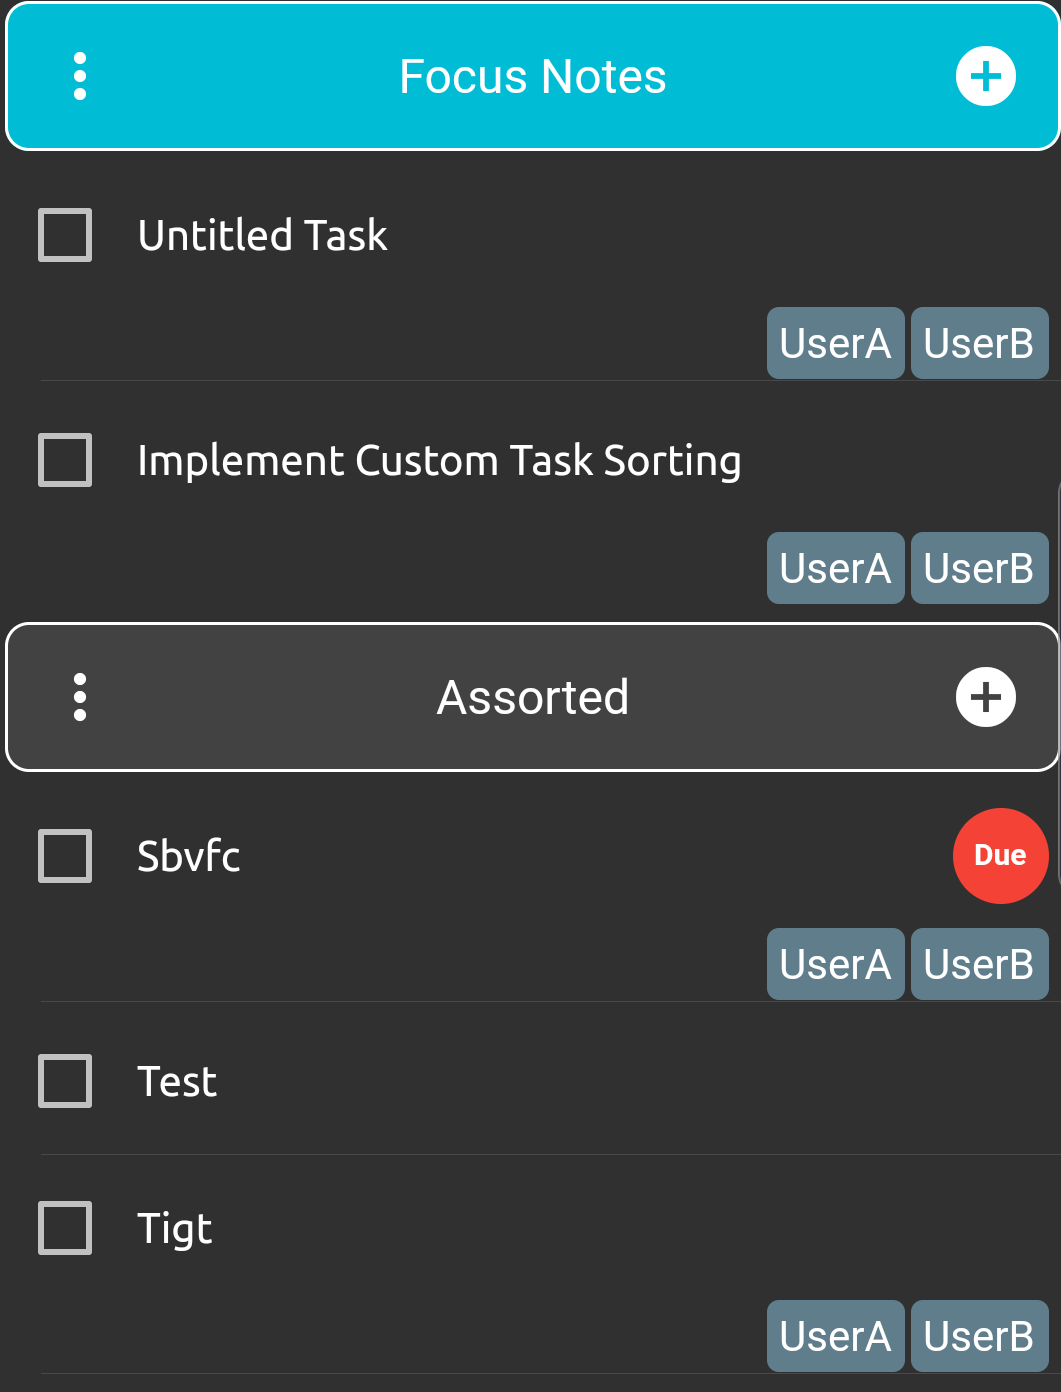 Focus Notes
Untitled Task
UserA UserB
Implement Custom Task Sorting
UserA UserB
Assorted
Sbvfc Due
UserA UserB
Test
Tigt
UserA UserB